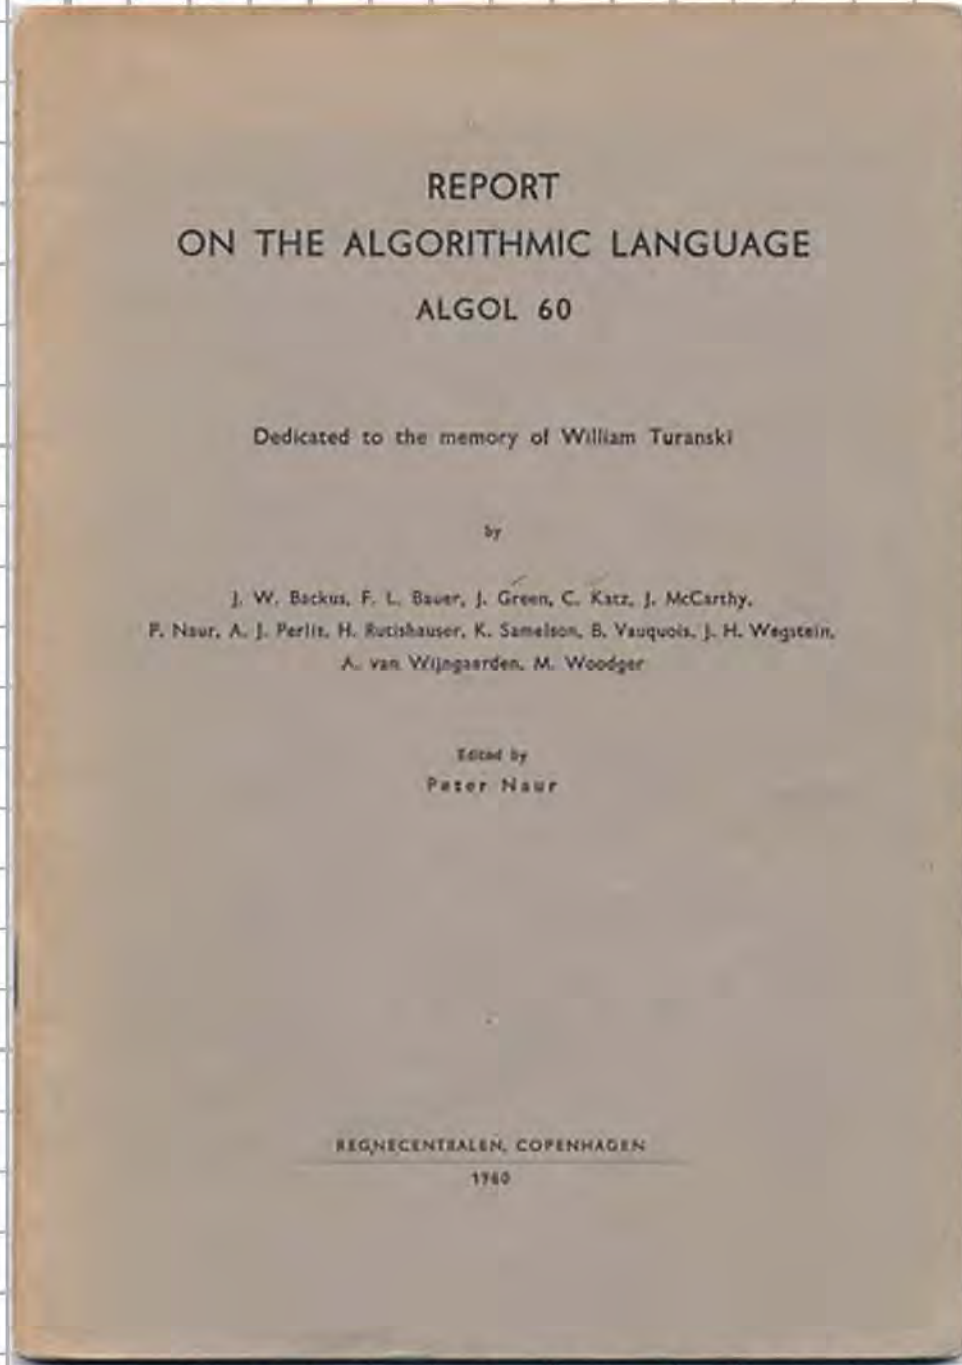 REPORT
ON THE ALGORITHMIC LANGUAGE
ALGOL 60
Dedicated to the memory of William Turanski
by
J. W. Backus, F. L. Bauer, J. Green, C. Katz, J. McCarthy,
P. Naur, A. J. Perlis, H. Rutishauser, K. Samelson, B. Vauquois, J. H. Wegstein,
A. van Wijngaarden, M. Woodger
Edited by
Peter Naur
REGNECENTRALEN, COPENHAGEN
1960